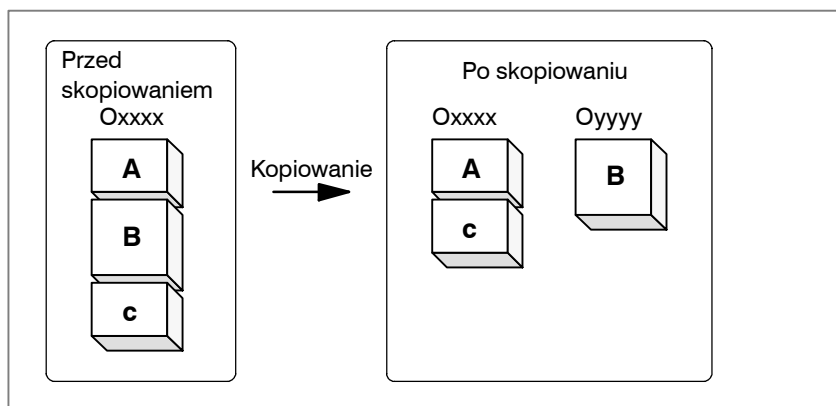 Przed
skopiowaniem
Oxxxx
A
B
c
Kopiowanie
Po skopiowaniu
Oxxxx
Oyyyy
A
c
B